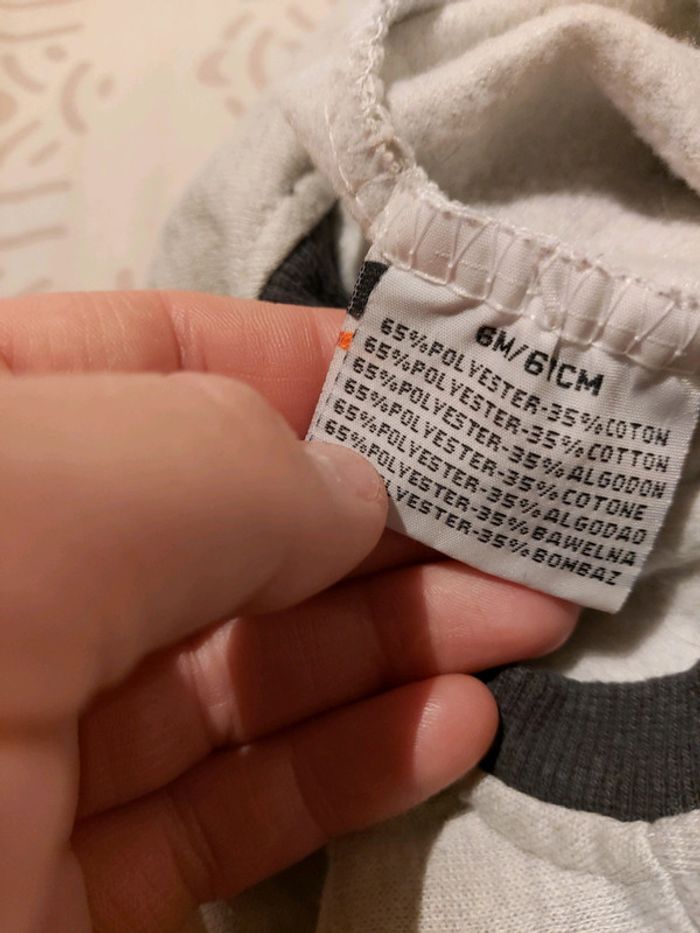 6M/61CM
65%POLYESTER-35%COTON
65%POLYESTER-35%COTTON
65%POLYESTER-35%ALGODON
65%POLYESTER-35%COTONE
65%POLYESTER-35%ALGODAO
65%POLYESTER-35%BAWELNA
LYESTER-35%BOMBAZ